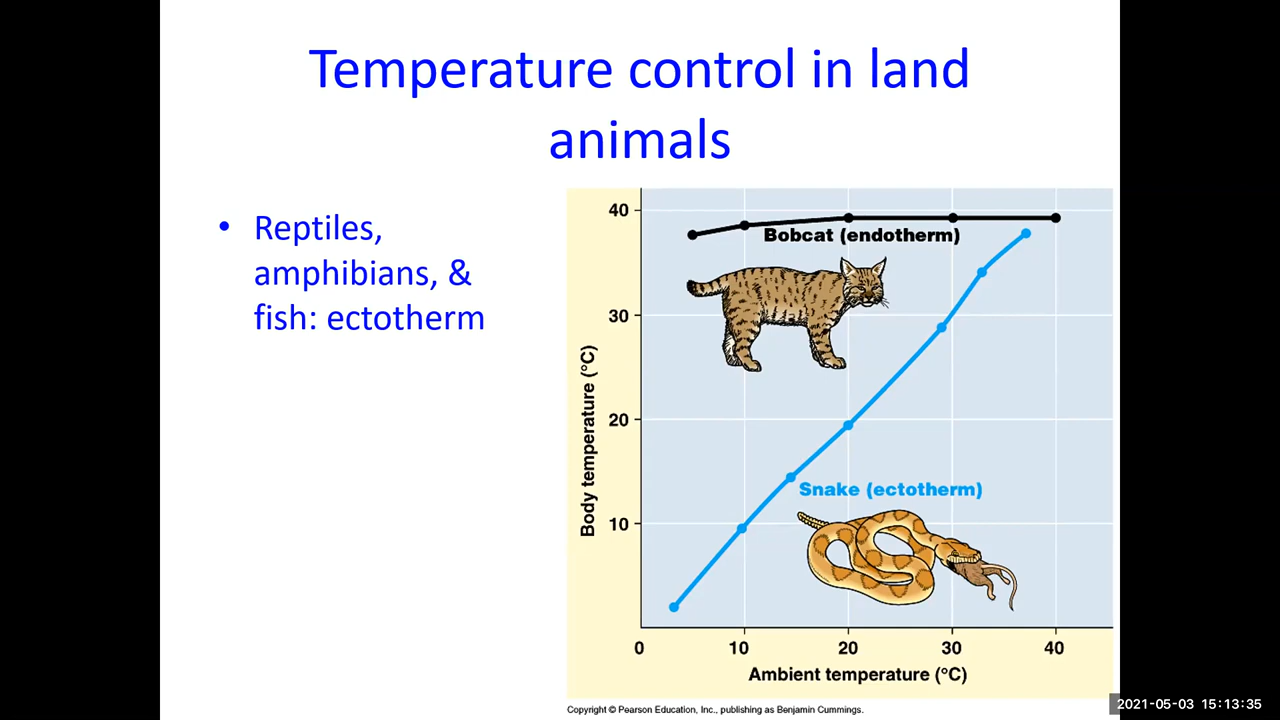 Temperature control in land
animals
• Reptiles,
amphibians, &
fish: ectotherm
40
30
20
10
Body temperature (°C)
Bobcat (endotherm)
Snake (ectotherm)
0 10 20 30 40
Ambient temperature (°C)
Copyright © Pearson Education, Inc., publishing as Benjamin Cummings.
2021-05-03 15:13:35